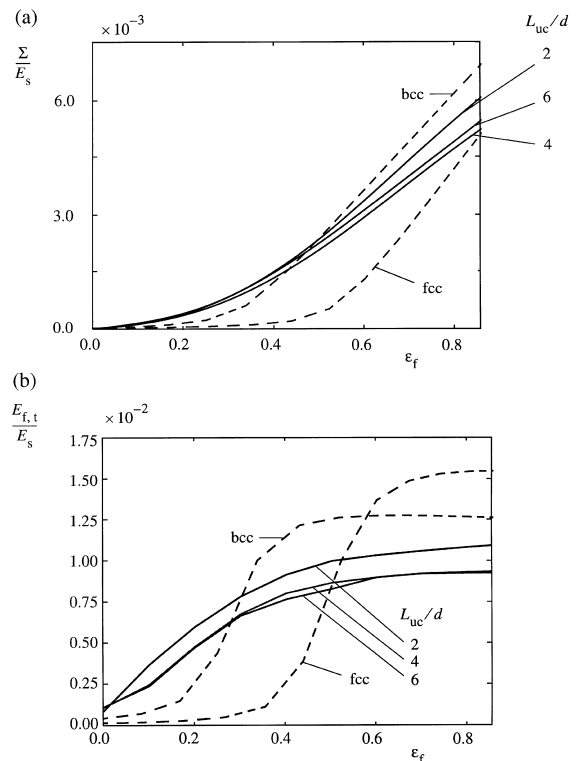 (a)
× 10⁻³
L_uc/d
Σ/E_s
2
bcc
6.0
6
4
3.0
fcc
0.0
0.0 0.2 0.4 0.6 0.8
ε_f
(b)
E_f, t/E_s
× 10⁻²
1.75
1.50
1.25
bcc
1.00
0.75
L_uc/d
2
0.50
4
fcc
6
0.25
0.00
0.0 0.2 0.4 0.6 0.8
ε_f